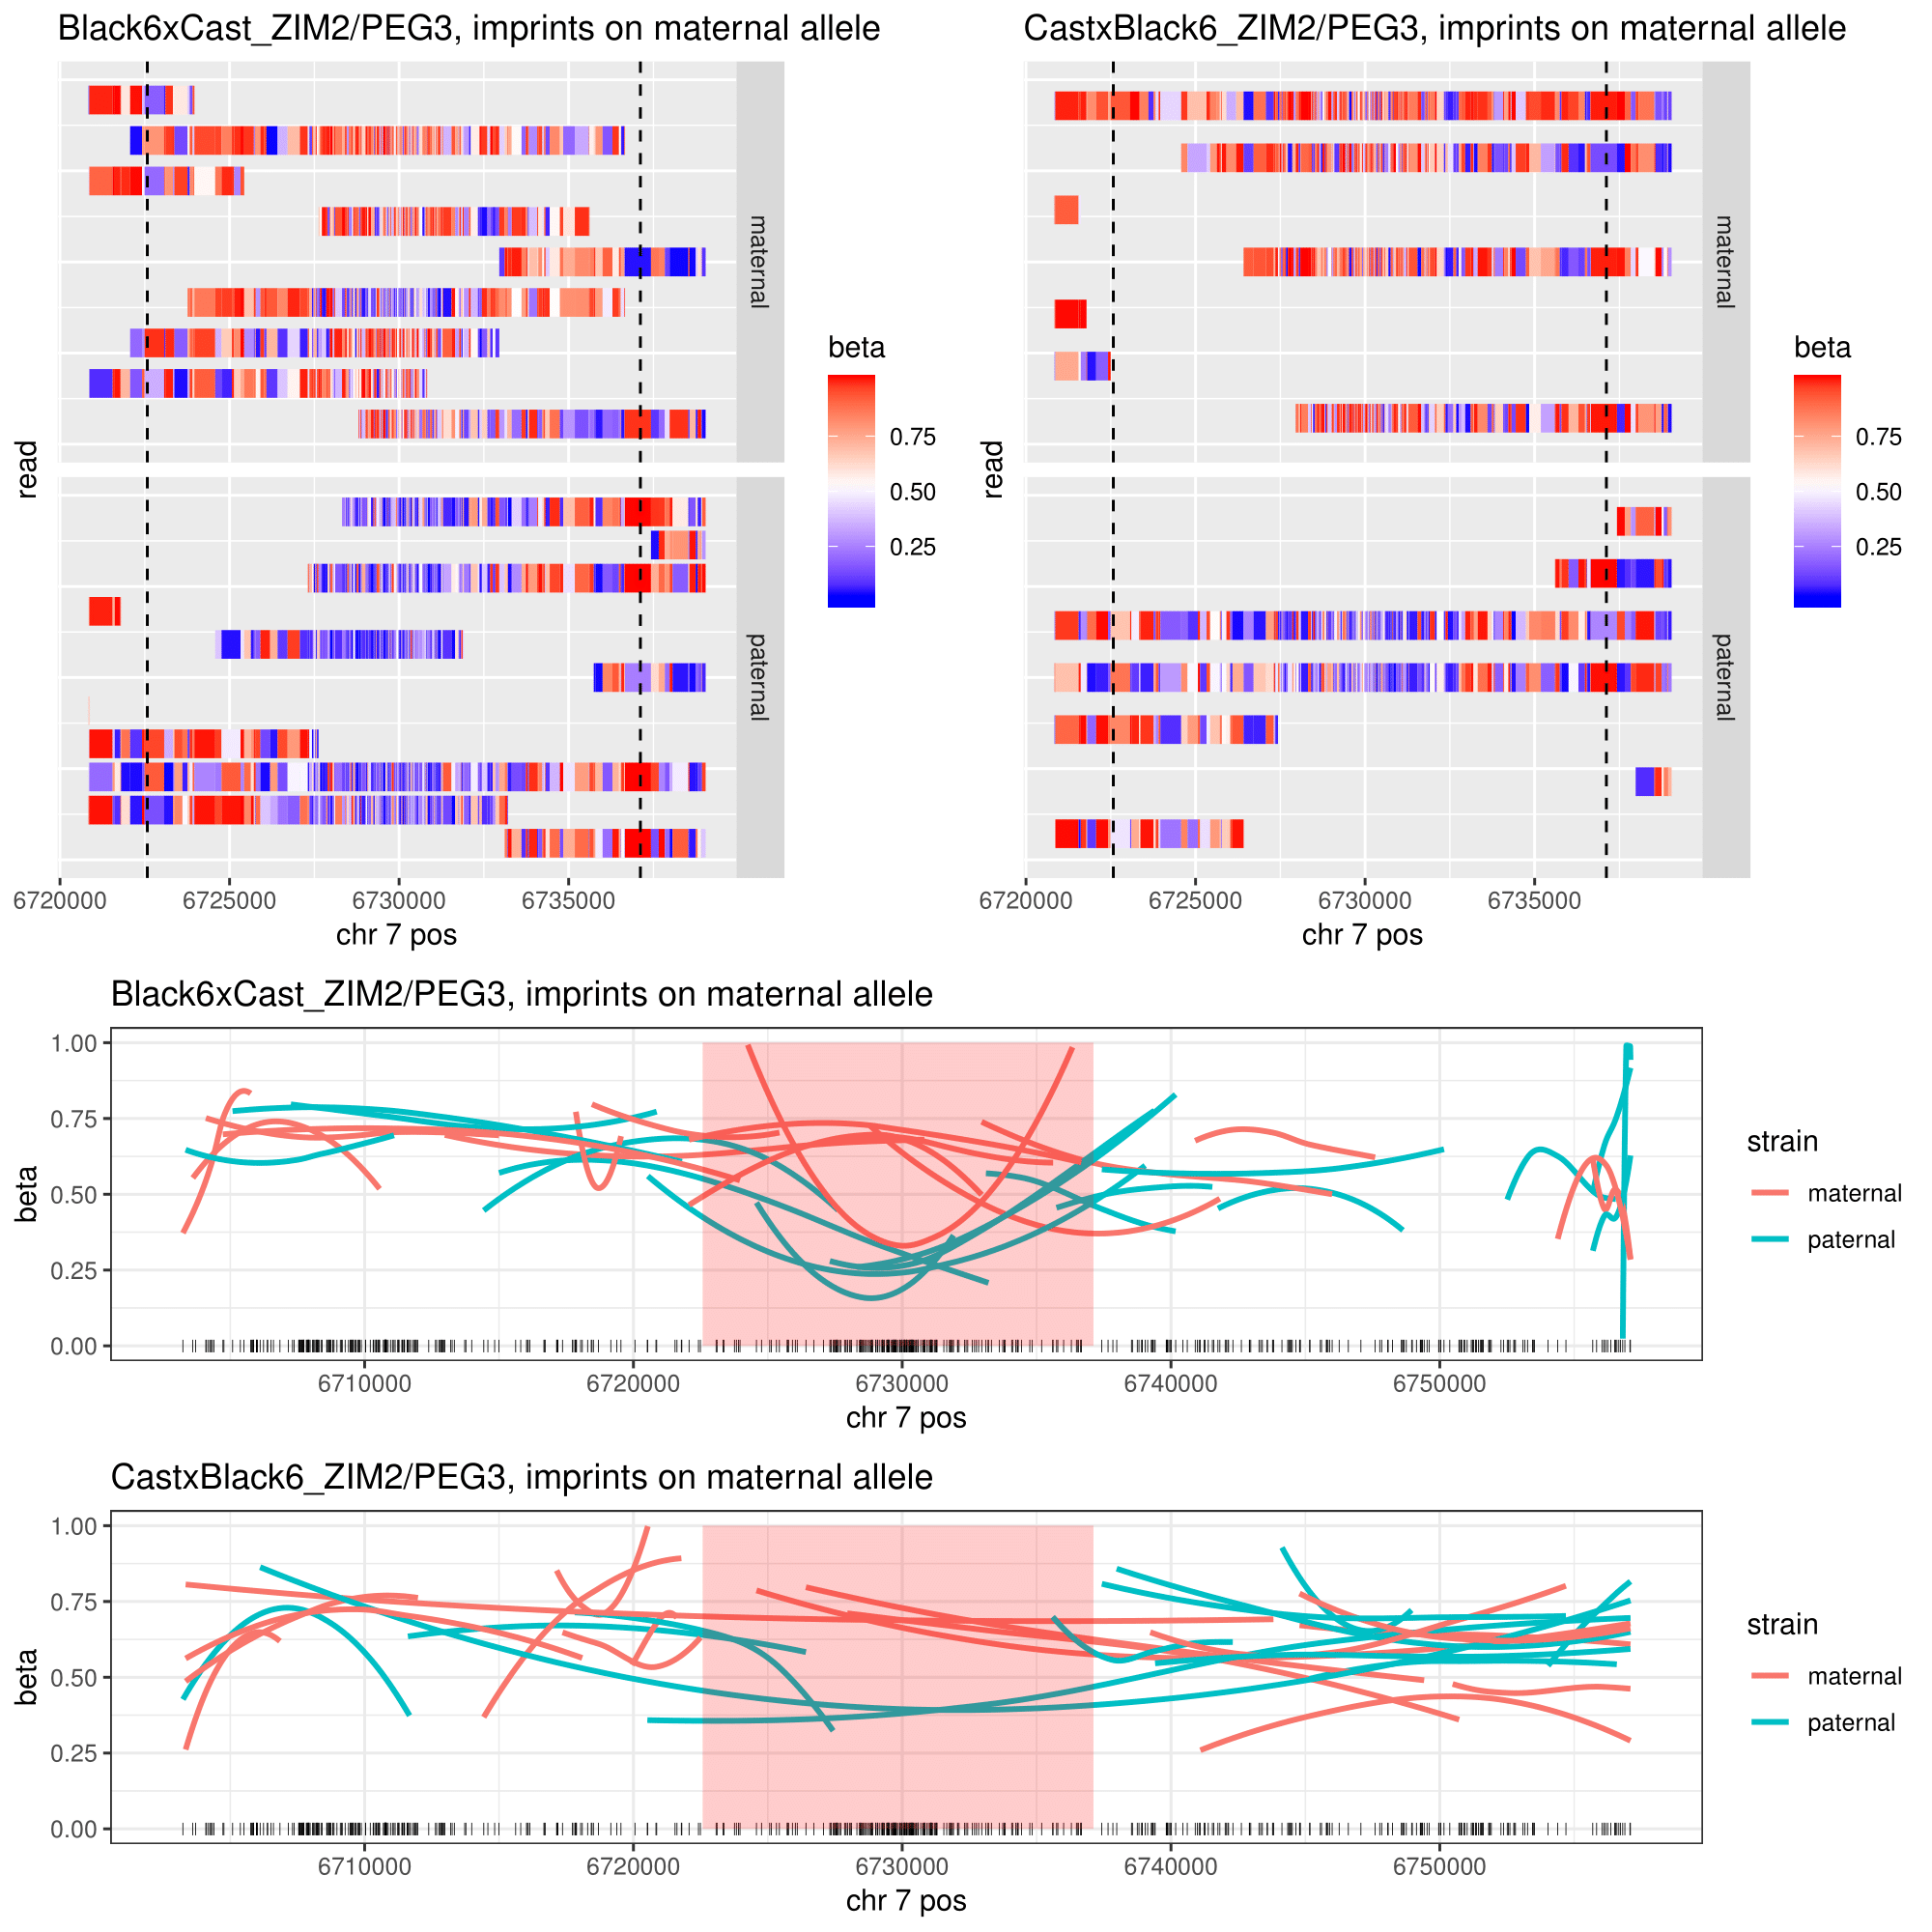 Black6xCast_ZIM2/PEG3, imprints on maternal allele
read
maternal
paternal
6720000 6725000 6730000 6735000
chr 7 pos
beta
0.75
0.50
0.25
CastxBlack6_ZIM2/PEG3, imprints on maternal allele
read
maternal
paternal
6720000 6725000 6730000 6735000
chr 7 pos
beta
0.75
0.50
0.25
Black6xCast_ZIM2/PEG3, imprints on maternal allele
beta
1.00
0.75
0.50
0.25
0.00
6710000 6720000 6730000 6740000 6750000
chr 7 pos
strain
maternal
paternal
CastxBlack6_ZIM2/PEG3, imprints on maternal allele
beta
1.00
0.75
0.50
0.25
0.00
6710000 6720000 6730000 6740000 6750000
chr 7 pos
strain
maternal
paternal